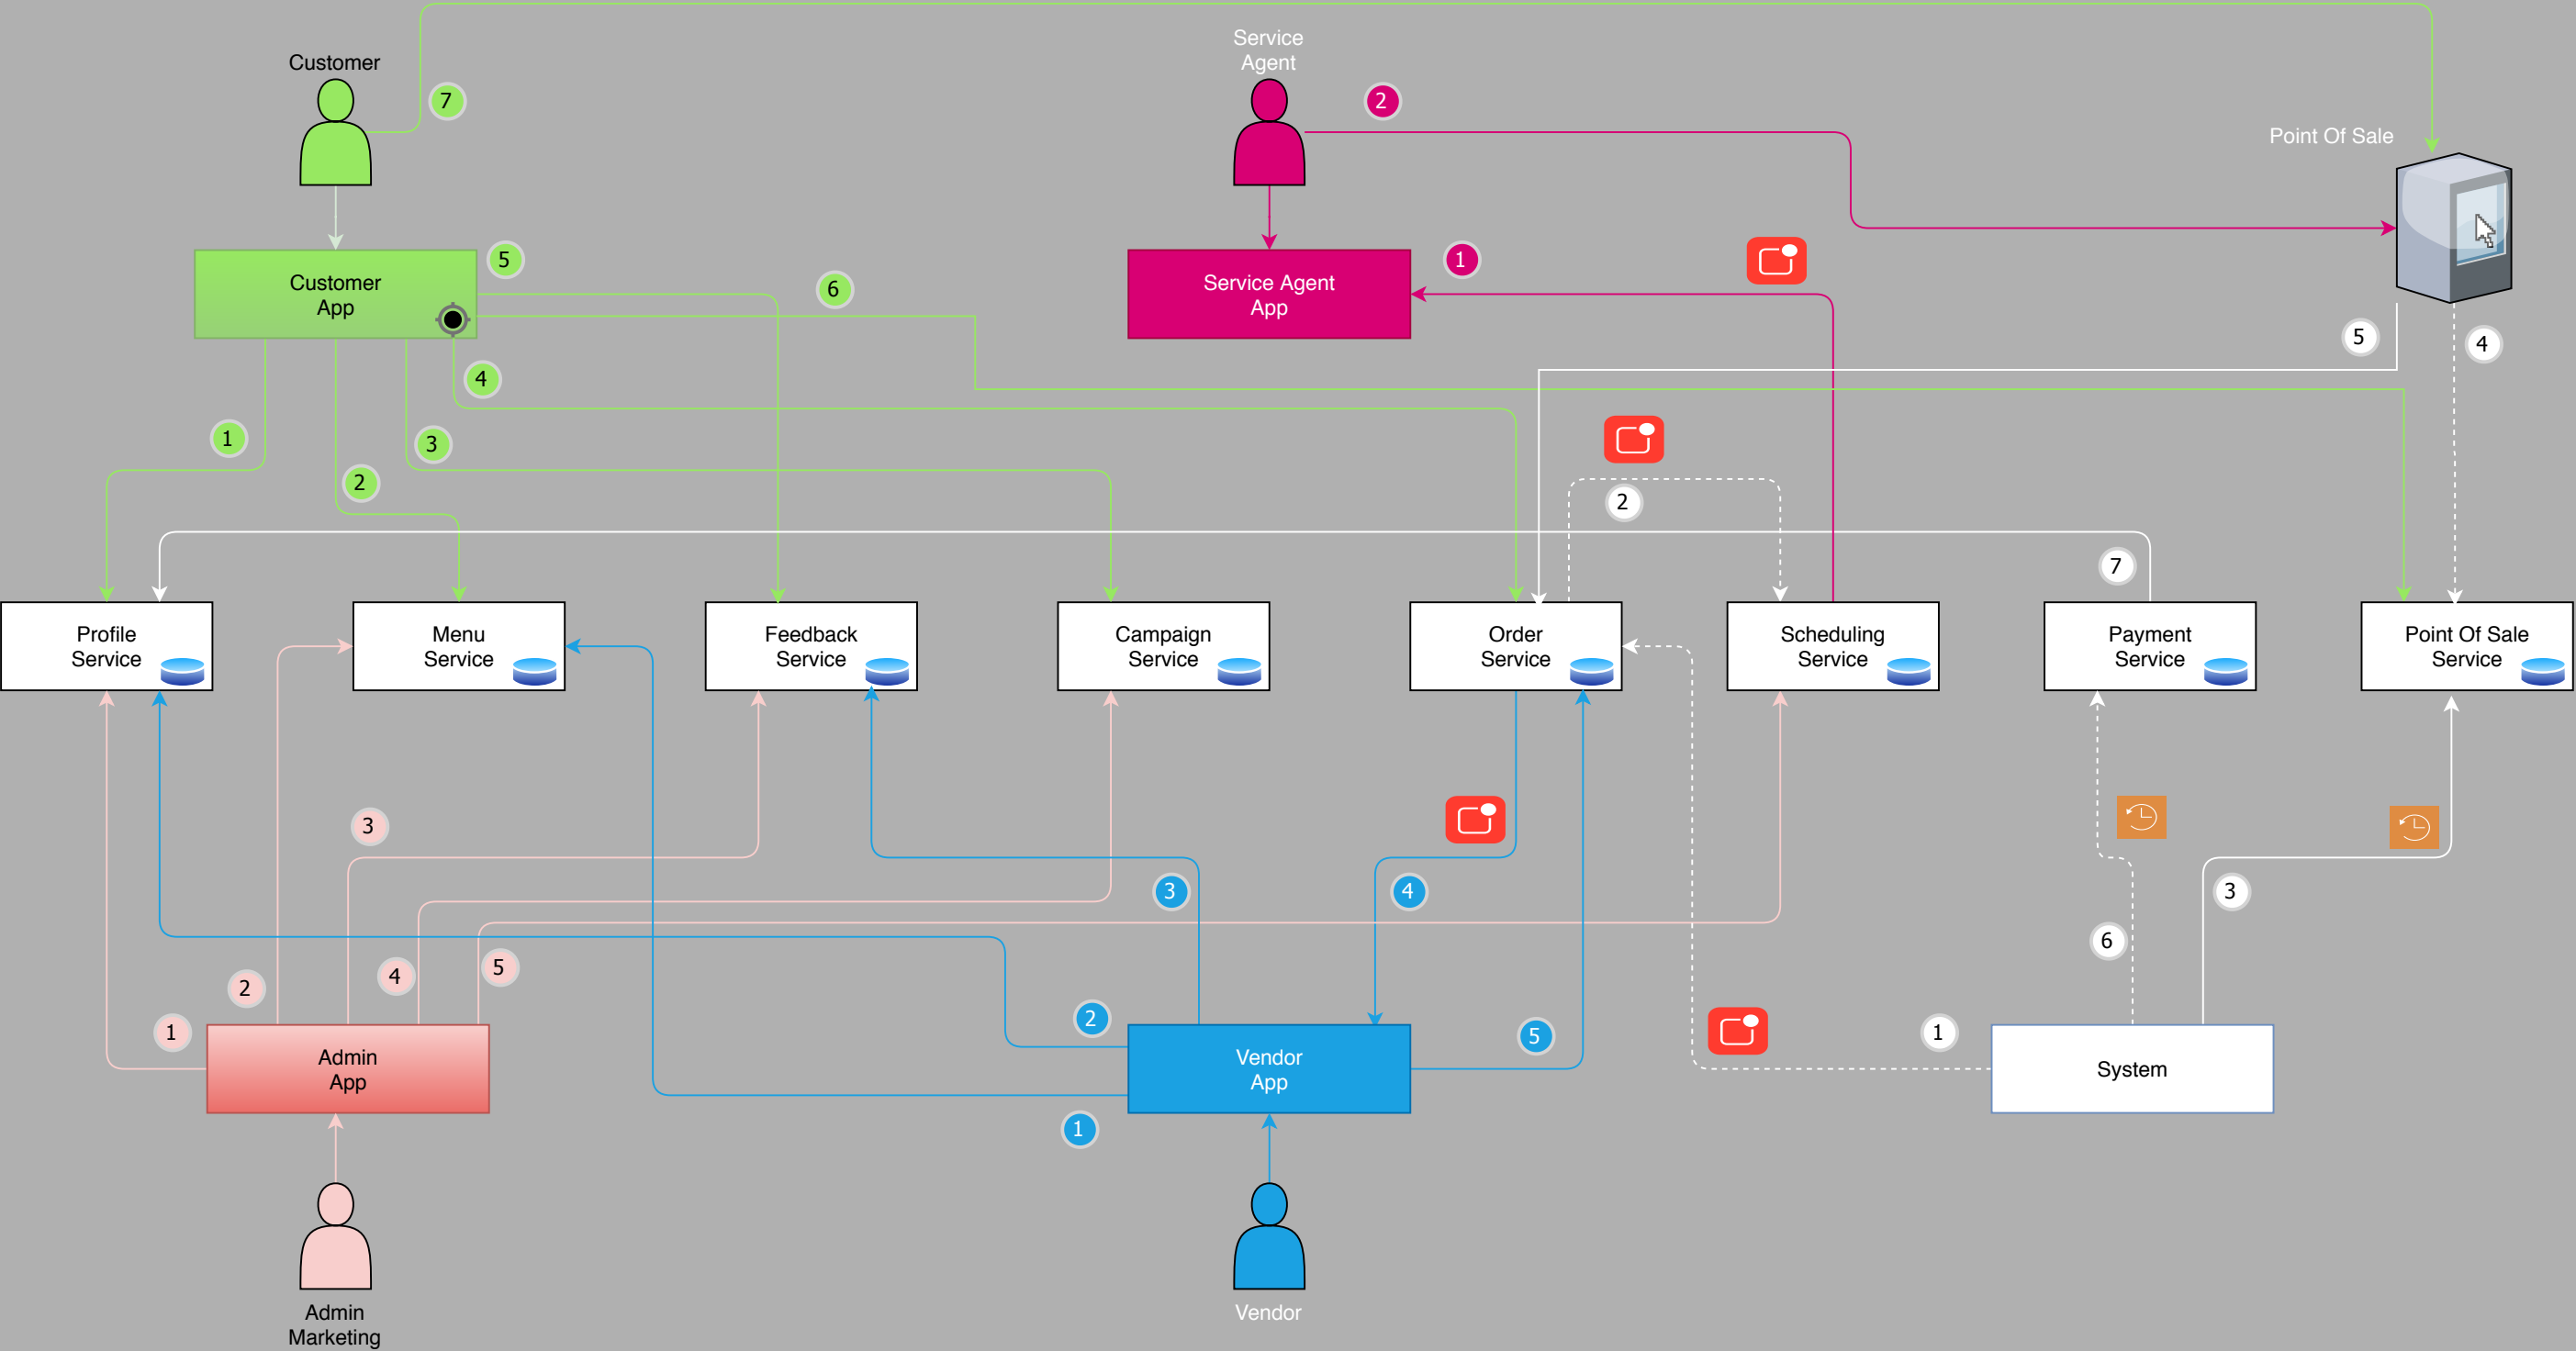 Service
Agent
Customer
7
2
Point Of Sale
5
1
6
Customer
App
Service Agent
App
5
4
4
1
3
2
2
7
Profile
Service
Menu
Service
Feedback
Service
Campaign
Service
Order
Service
Scheduling
Service
Payment
Service
Point Of Sale
Service
3
3
4
3
6
5
4
2
2
1
5
1
Admin
App
Vendor
App
System
1
Admin
Marketing
Vendor